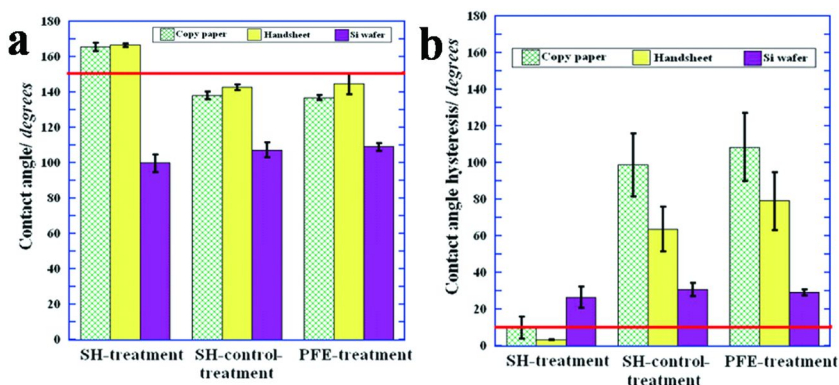 a
Copy paper
Handsheet
Si wafer
Contact angle/ degrees
180
160
140
120
100
80
60
40
20
0
SH-treatment
SH-control-
treatment
PFE-treatment
b
Copy paper
Handsheet
Si wafer
Contact angle hysteresis/ degrees
180
160
140
120
100
80
60
40
20
0
SH-treatment
SH-control-
treatment
PFE-treatment